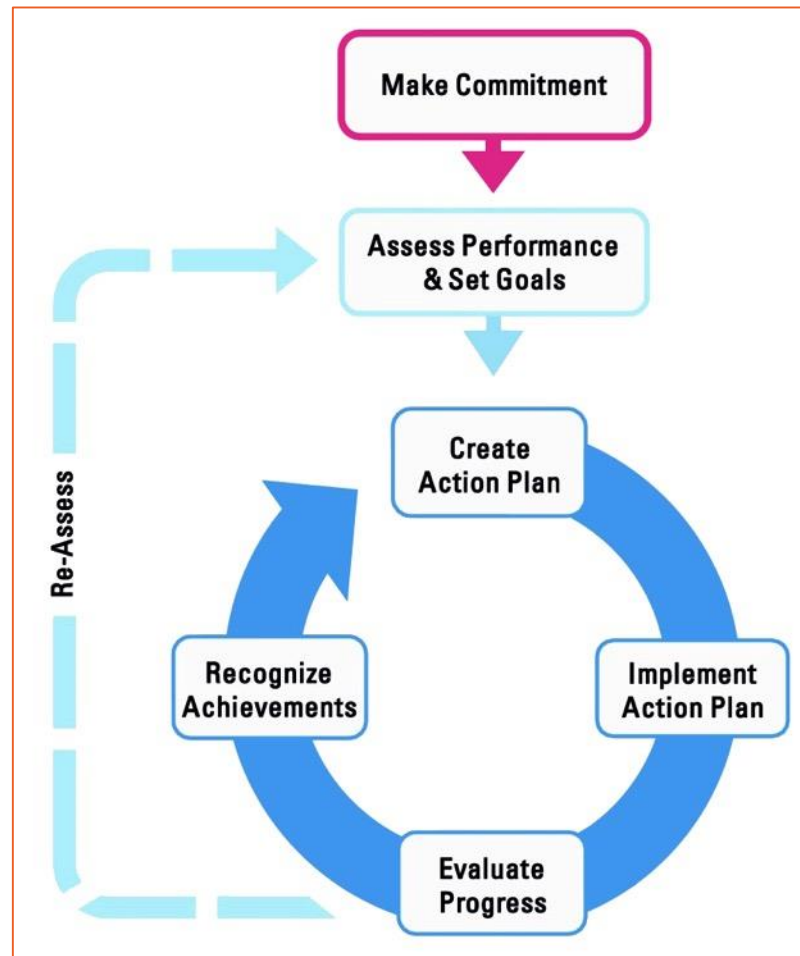 Make Commitment
Assess Performance
& Set Goals
Create
Action Plan
Re-Assess
Recognize
Achievements
Implement
Action Plan
Evaluate
Progress